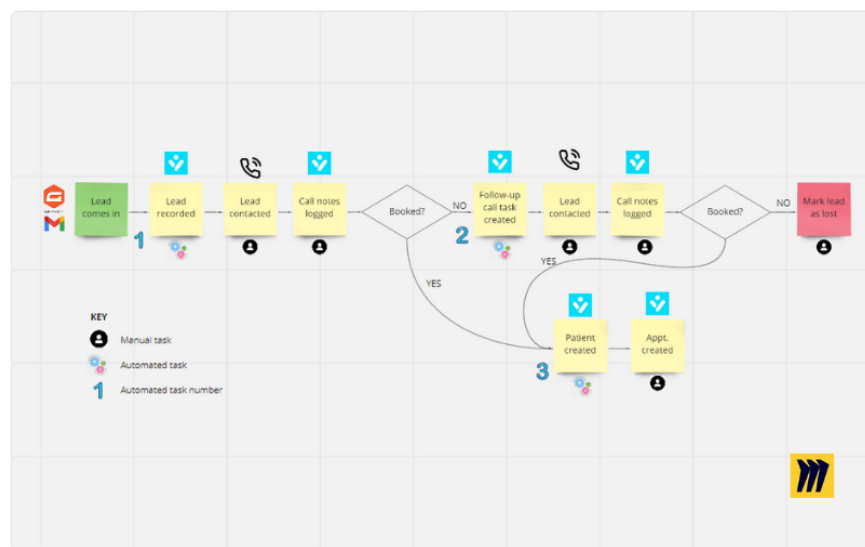 Lead
comes in
1
Lead
recorded
Lead
contacted
Call notes
logged
Booked?
NO
2
Follow-up
call task
created
Lead
contacted
Call notes
logged
Booked?
NO
Mark lead
as lost
YES
YES
3
Patient
created
Appt.
created
KEY
Manual task
Automated task
1 Automated task number